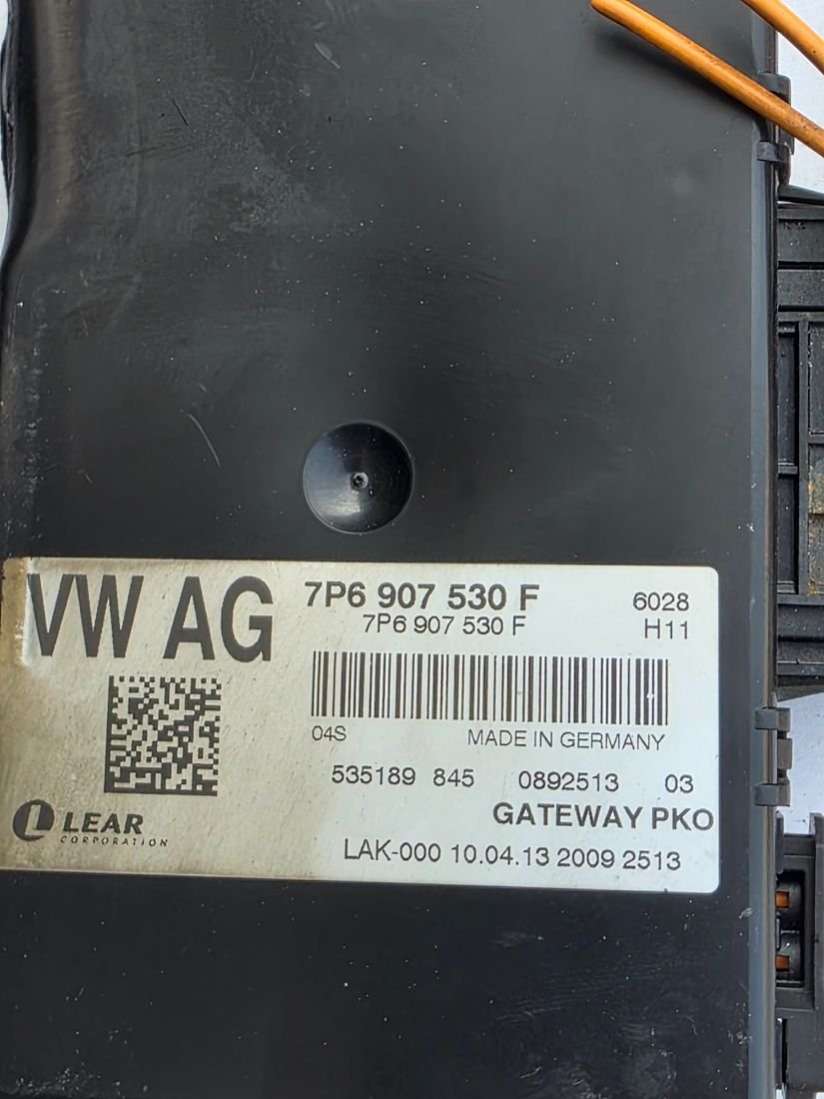 VW AG
7P6 907 530 F 6028
7P6 907 530 F H11
04S MADE IN GERMANY
535189 845 0892513 03
GATEWAY PKO
LEAR
CORPORATION
LAK-000 10.04.13 2009 2513